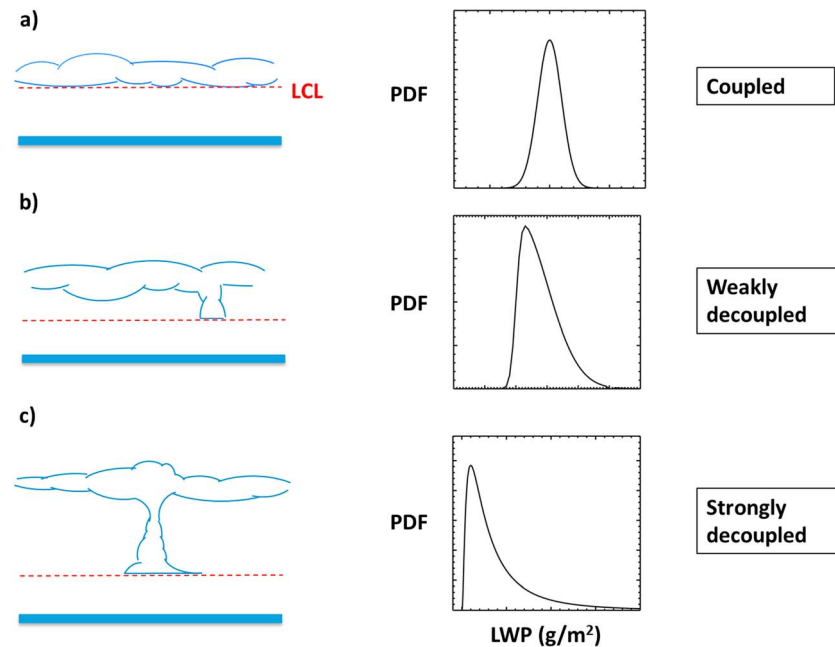 a)
LCL
PDF
Coupled
b)
PDF
Weakly
decoupled
c)
PDF
Strongly
decoupled
LWP (g/m²)